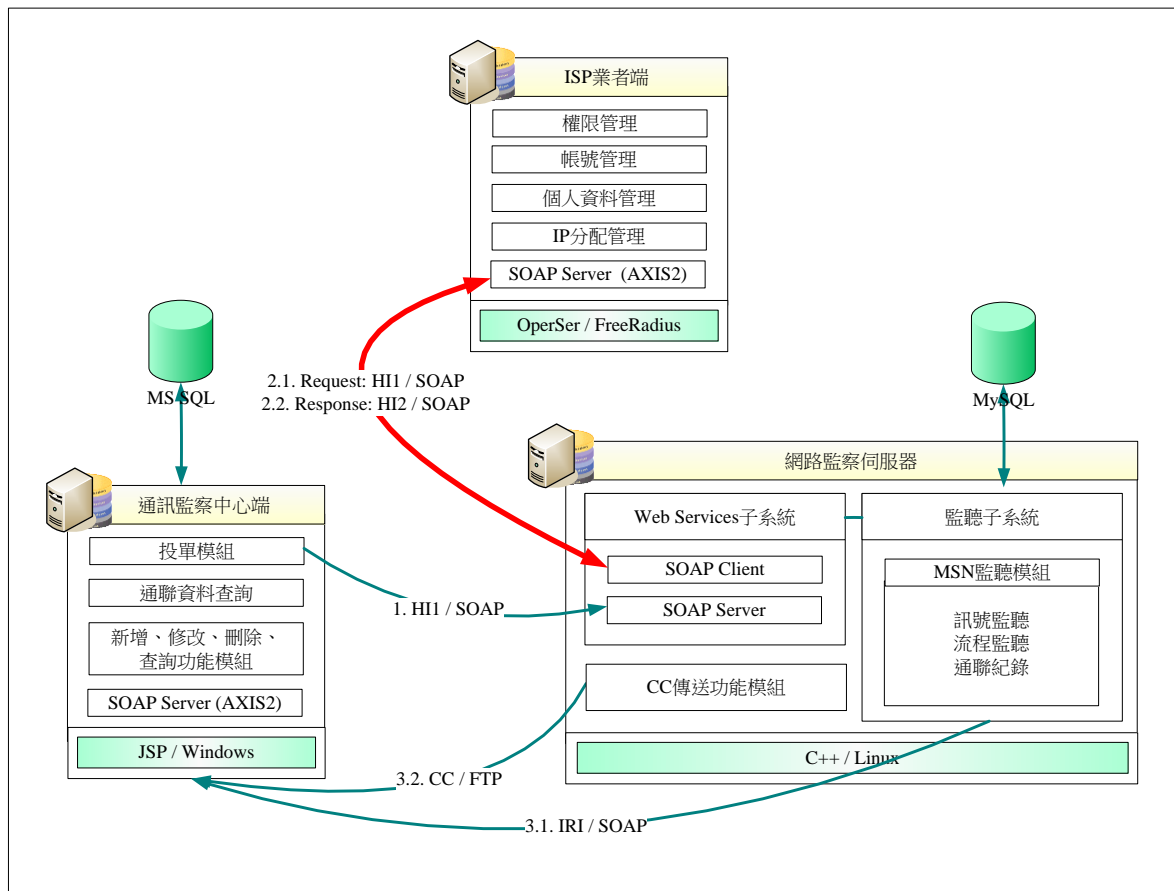 ISP業者端
權限管理
帳號管理
個人資料管理
IP分配管理
SOAP Server (AXIS2)
OperSer / FreeRadius
MS SQL
2.1. Request: HI1 / SOAP
2.2. Response: HI2 / SOAP
MySQL
通訊監察中心端
投單模組
通聯資料查詢
新增、修改、刪除、
查詢功能模組
SOAP Server (AXIS2)
JSP / Windows
1. HI1 / SOAP
網路監察伺服器
Web Services子系統
SOAP Client
SOAP Server
CC傳送功能模組
監聽子系統
MSN監聽模組
訊號監聽
流程監聽
通聯紀錄
C++ / Linux
3.2. CC / FTP
3.1. IRI / SOAP